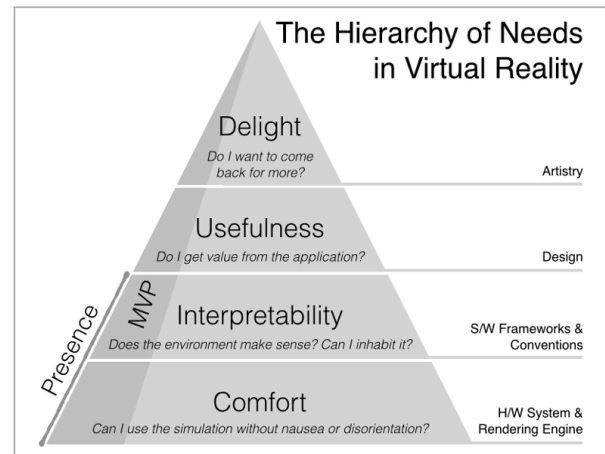 The Hierarchy of Needs
in Virtual Reality
Delight
Do I want to come
back for more?
Artistry
Usefulness
Do I get value from the application?
Design
MVP
Presence
Interpretability
Does the environment make sense? Can I inhabit it?
S/W Frameworks &
Conventions
Comfort
Can I use the simulation without nausea or disorientation?
H/W System &
Rendering Engine